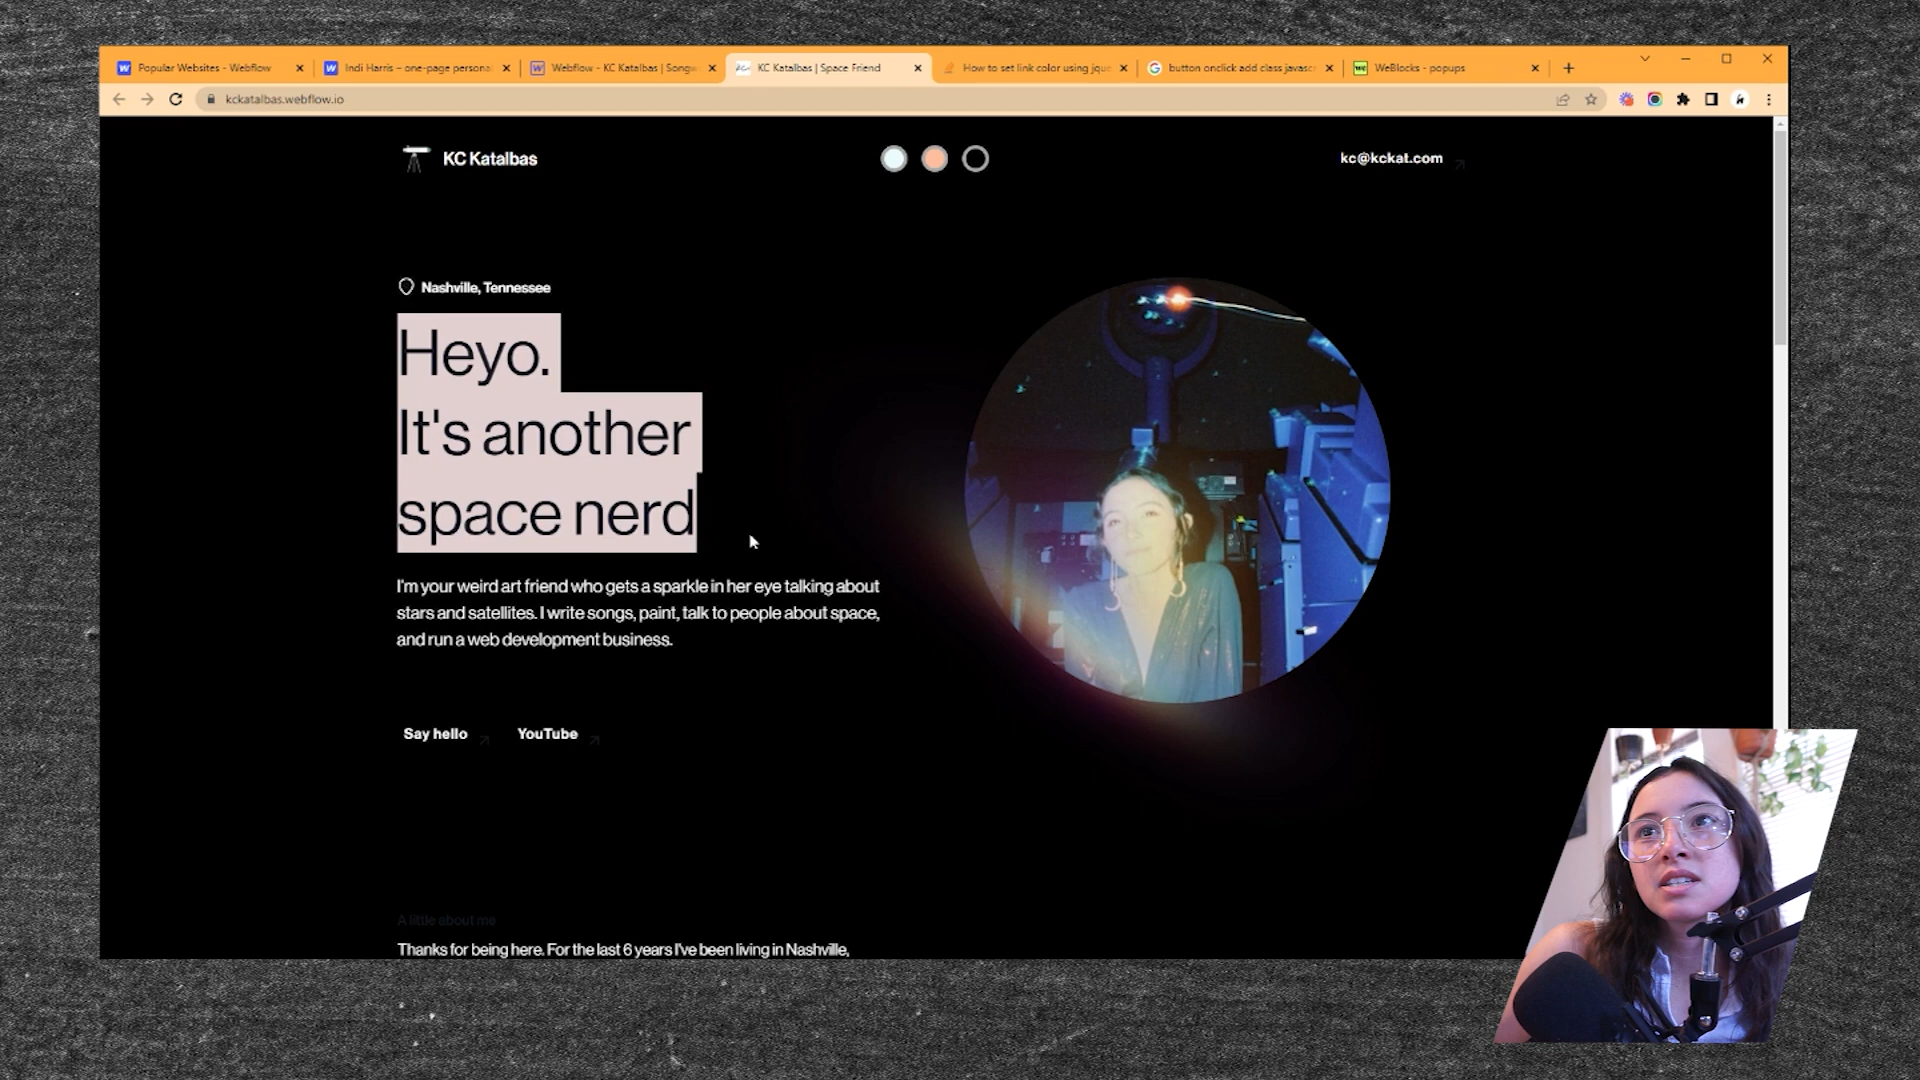 Popular Websites - Webflow
Indi Harris – one-page persona
Webflow - KC Katalbas | Songw
KC Katalbas | Space Friend
How to set link color using jque
button onclick add class javasc
WeBlocks - popups
kckatalbas.webflow.io
KC Katalbas
kc@kckat.com
Nashville, Tennessee
Heyo.
It's another
space nerd
I'm your weird art friend who gets a sparkle in her eye talking about
stars and satellites. I write songs, paint, talk to people about space,
and run a web development business.
Say hello
YouTube
A little about me
Thanks for being here. For the last 6 years I've been living in Nashville,